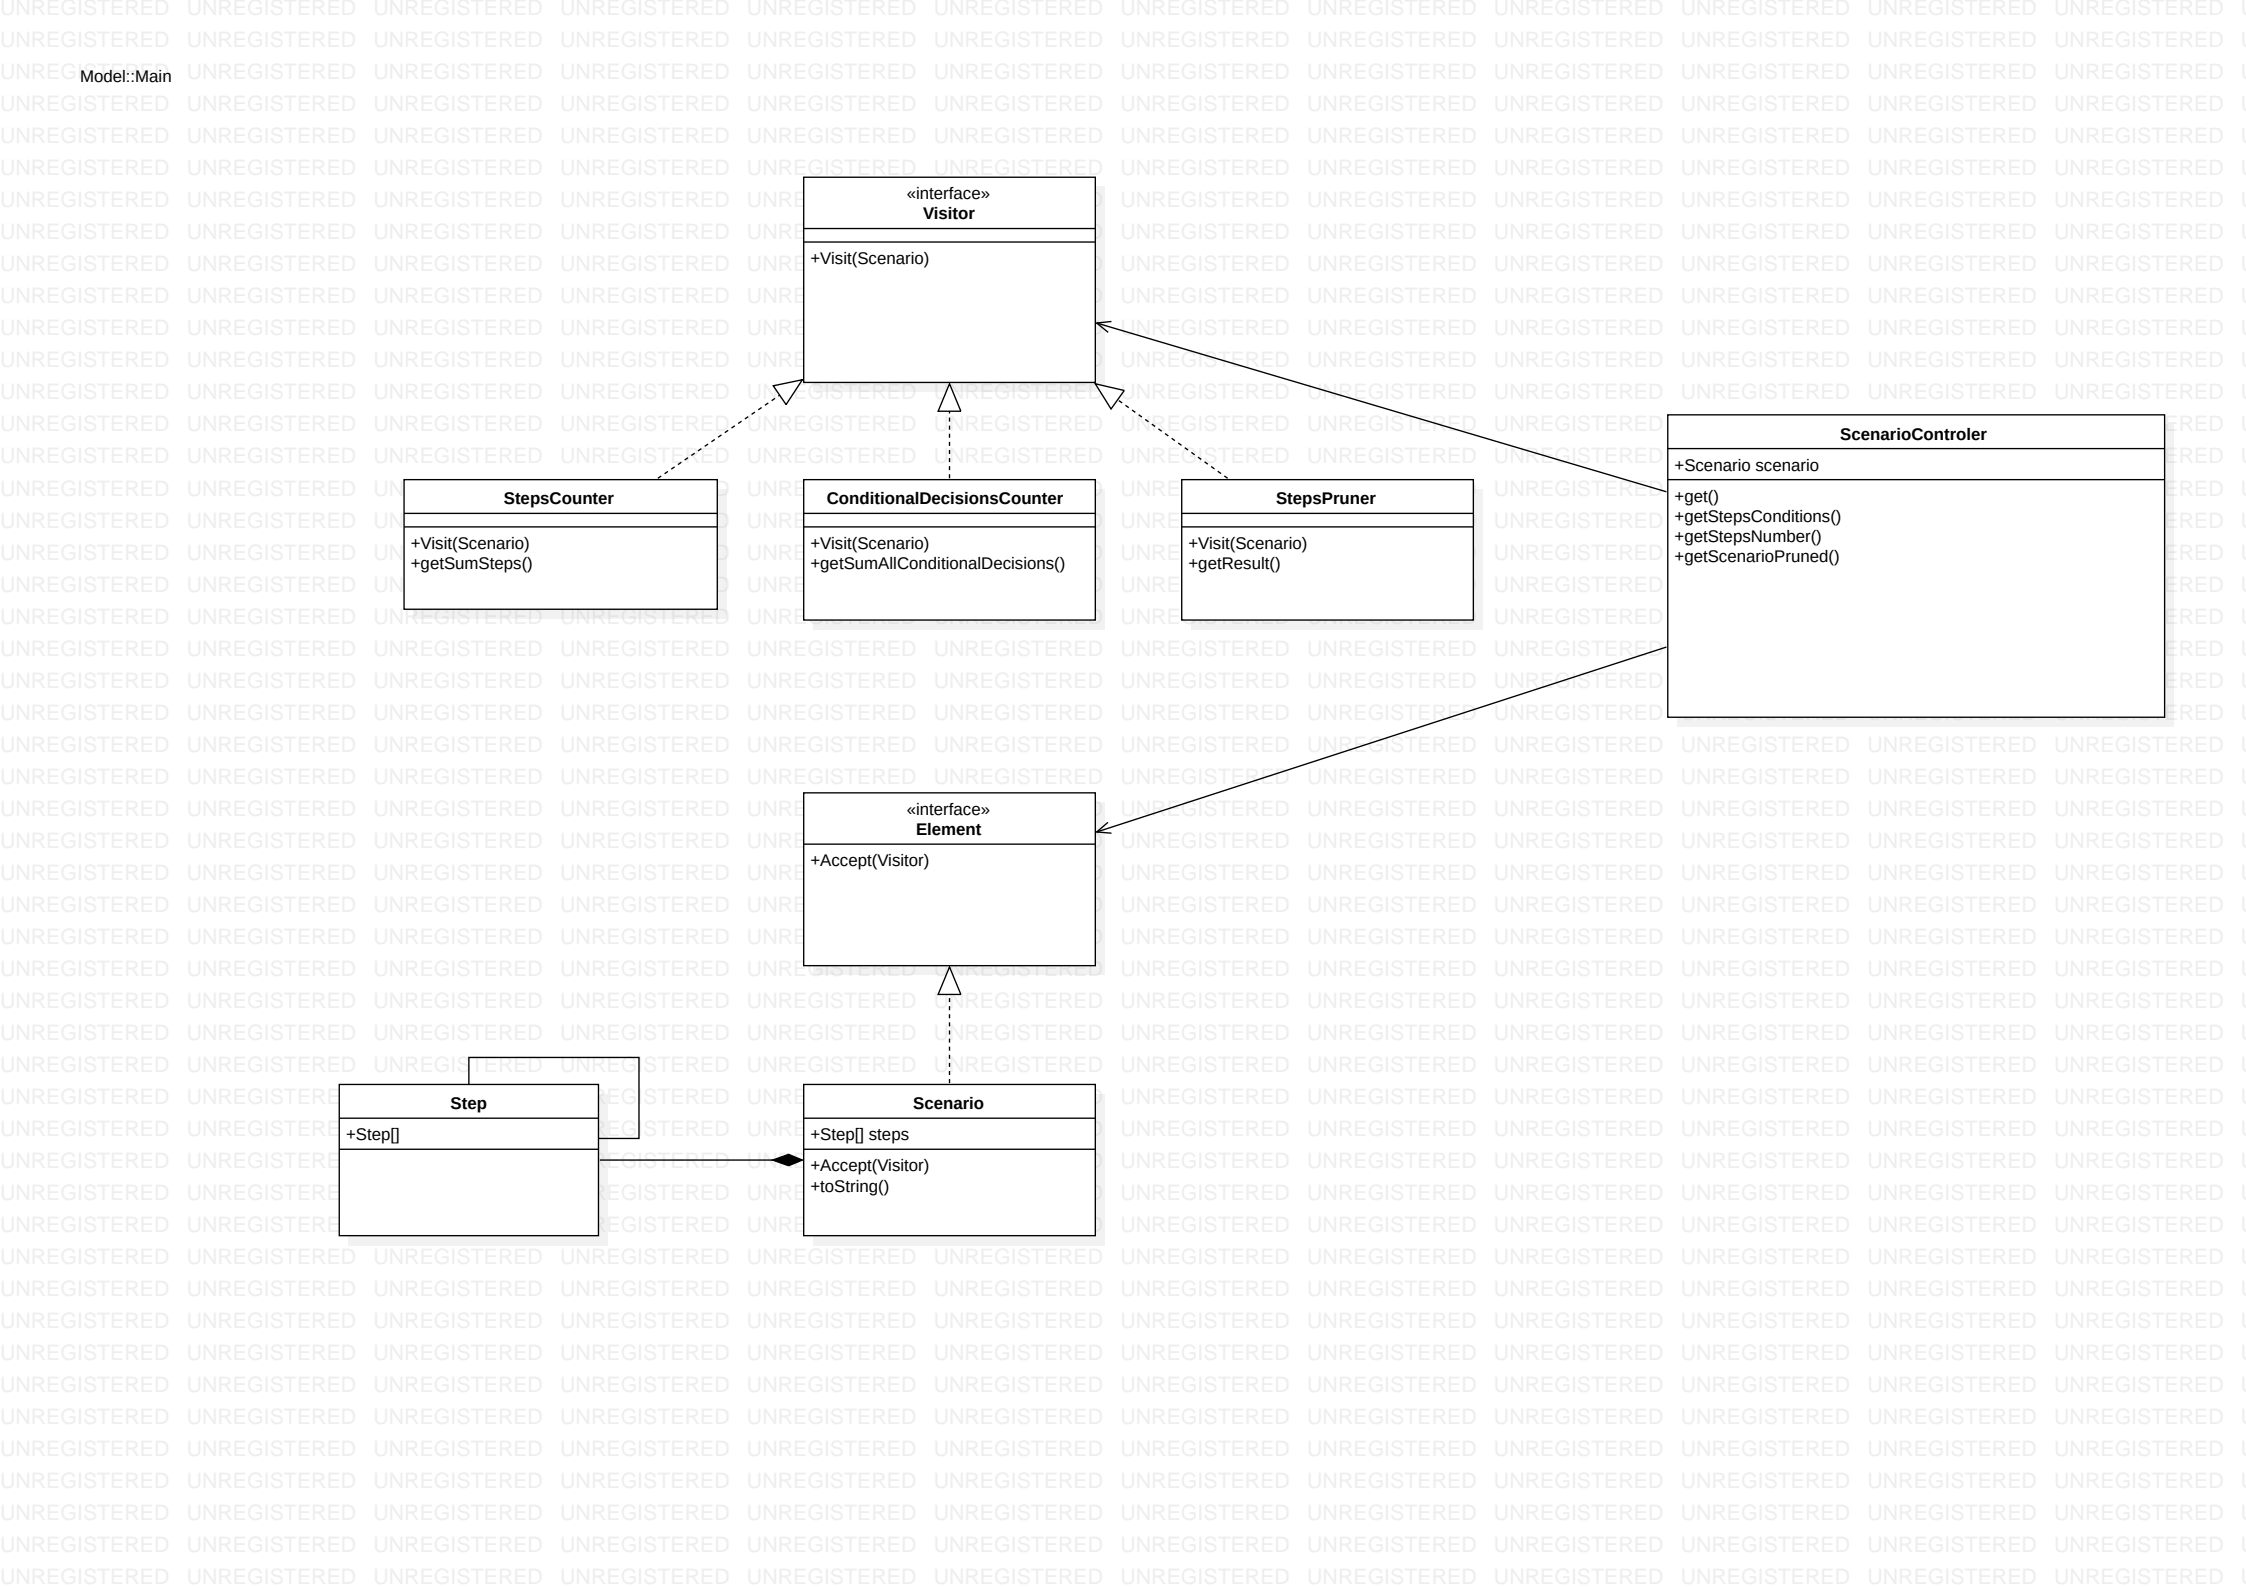 Model::Main
«interface»
Visitor
+Visit(Scenario)
StepsCounter
+Visit(Scenario)
+getSumSteps()
ConditionalDecisionsCounter
+Visit(Scenario)
+getSumAllConditionalDecisions()
StepsPruner
+Visit(Scenario)
+getResult()
ScenarioControler
+Scenario scenario
+get()
+getStepsConditions()
+getStepsNumber()
+getScenarioPruned()
«interface»
Element
+Accept(Visitor)
Step
+Step[]
Scenario
+Step[] steps
+Accept(Visitor)
+toString()
UNREGISTERED